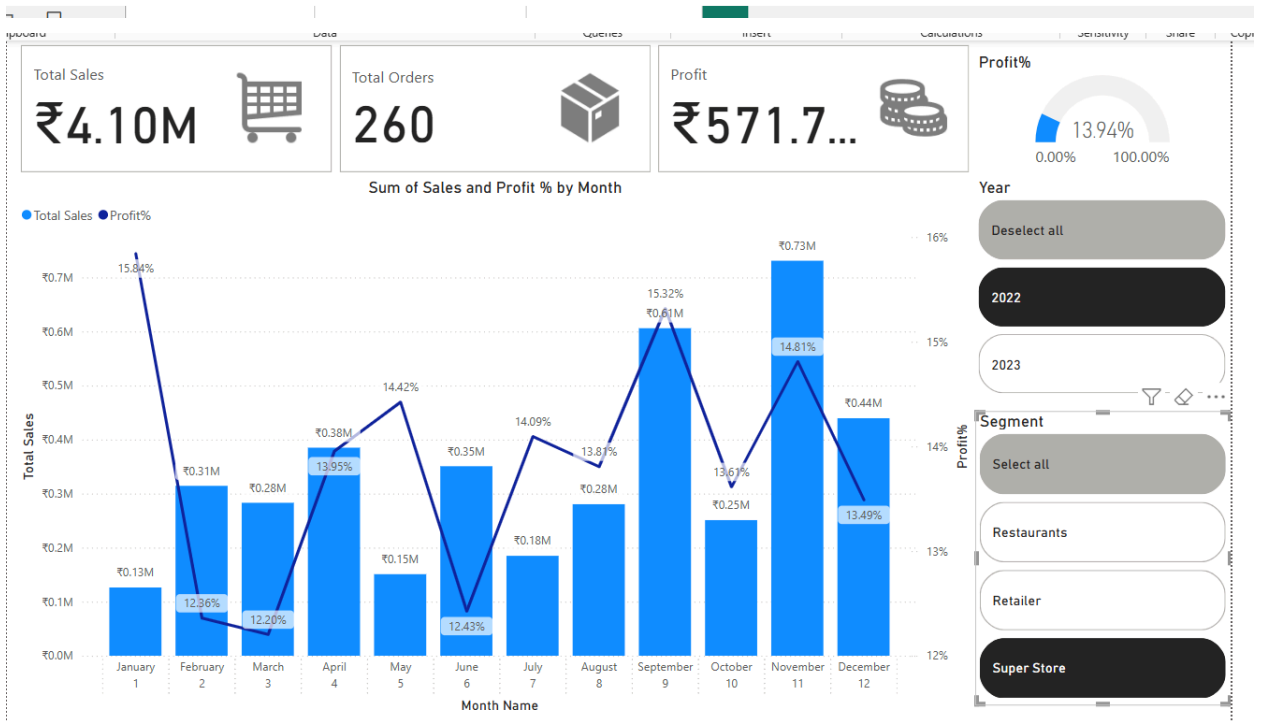 Data
Queries
Insert
Calculations
Sensitivity
Share
Total Sales
₹4.10M
Total Orders
260
Profit
₹571.7...
Profit%
13.94%
0.00%
100.00%
Sum of Sales and Profit % by Month
Total Sales
Profit%
Total Sales
₹0.7M
₹0.6M
₹0.5M
₹0.4M
₹0.3M
₹0.2M
₹0.1M
₹0.0M
15.84%
₹0.13M
₹0.31M
12.36%
₹0.28M
12.20%
₹0.38M
13.95%
14.42%
₹0.15M
₹0.35M
12.43%
14.09%
₹0.18M
13.81%
₹0.28M
15.32%
₹0.61M
13.61%
₹0.25M
₹0.73M
14.81%
₹0.44M
13.49%
16%
15%
14%
13%
12%
Profit%
January February March April May June July August September October November December
1 2 3 4 5 6 7 8 9 10 11 12
Month Name
Year
Deselect all
2022
2023
Segment
Select all
Restaurants
Retailer
Super Store